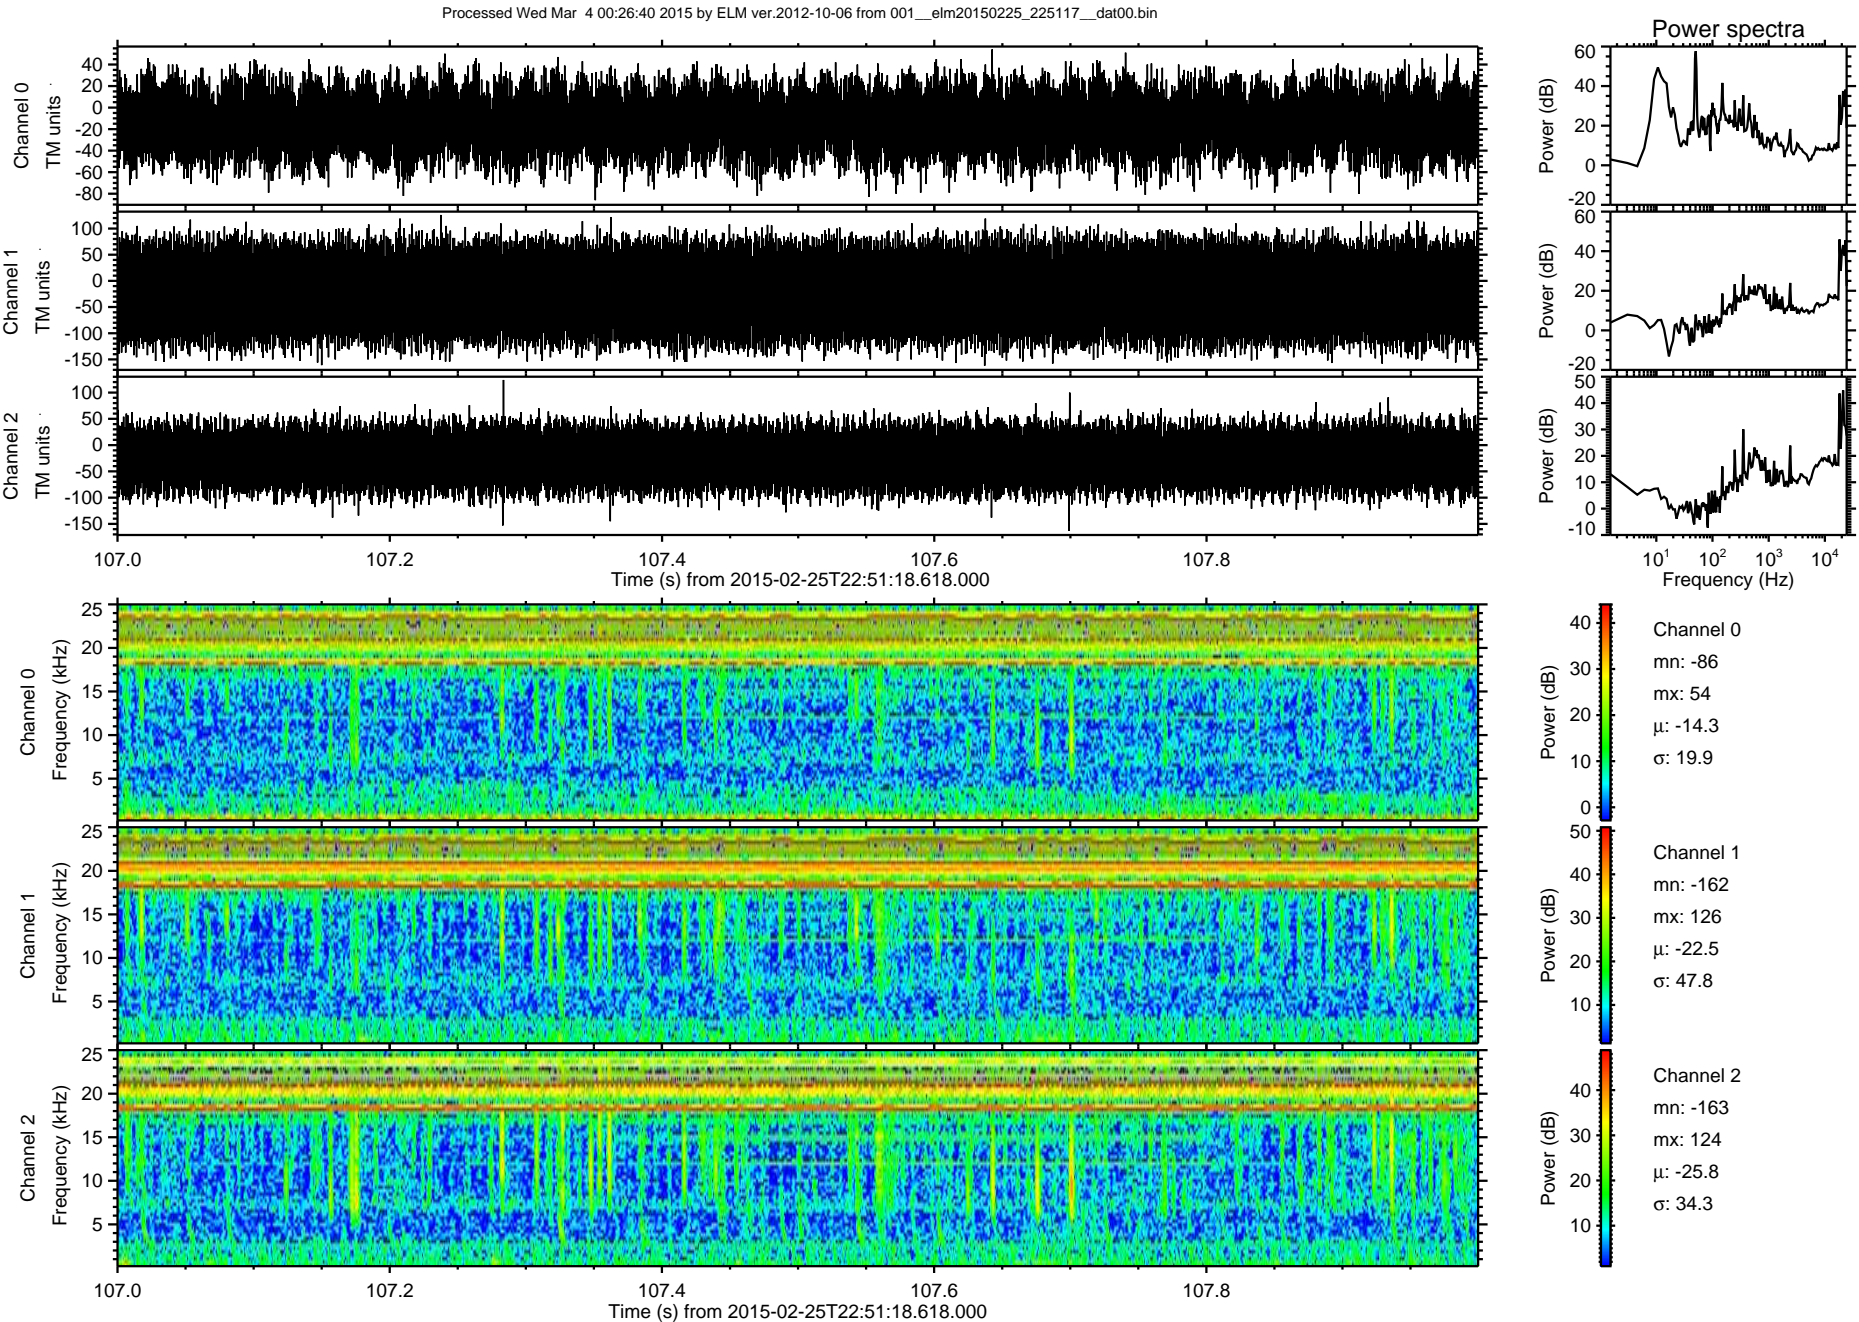 Processed Wed Mar  4 00:26:40 2015 by ELM ver.2012-10-06 from 001__elm20150225_225117__dat00.bin
Power spectra
Channel 0
TM units
40
20
0
-20
-40
-60
-80
Power (dB)
60
40
20
0
-20
Channel 1
TM units
100
50
0
-50
-100
-150
Power (dB)
60
40
20
0
-20
Channel 2
TM units
100
50
0
-50
-100
-150
Power (dB)
50
40
30
20
10
0
-10
107.0 107.2 107.4 107.6 107.8
Time (s) from 2015-02-25T22:51:18.618.000
10^1 10^2 10^3 10^4
Frequency (Hz)
Channel 0
Frequency (kHz)
25
20
15
10
5
Power (dB)
40
30
20
10
0
Channel 0
mn: -86
mx: 54
μ: -14.3
σ: 19.9
Channel 1
Frequency (kHz)
25
20
15
10
5
Power (dB)
50
40
30
20
10
Channel 1
mn: -162
mx: 126
μ: -22.5
σ: 47.8
Channel 2
Frequency (kHz)
25
20
15
10
5
Power (dB)
40
30
20
10
Channel 2
mn: -163
mx: 124
μ: -25.8
σ: 34.3
107.0 107.2 107.4 107.6 107.8
Time (s) from 2015-02-25T22:51:18.618.000